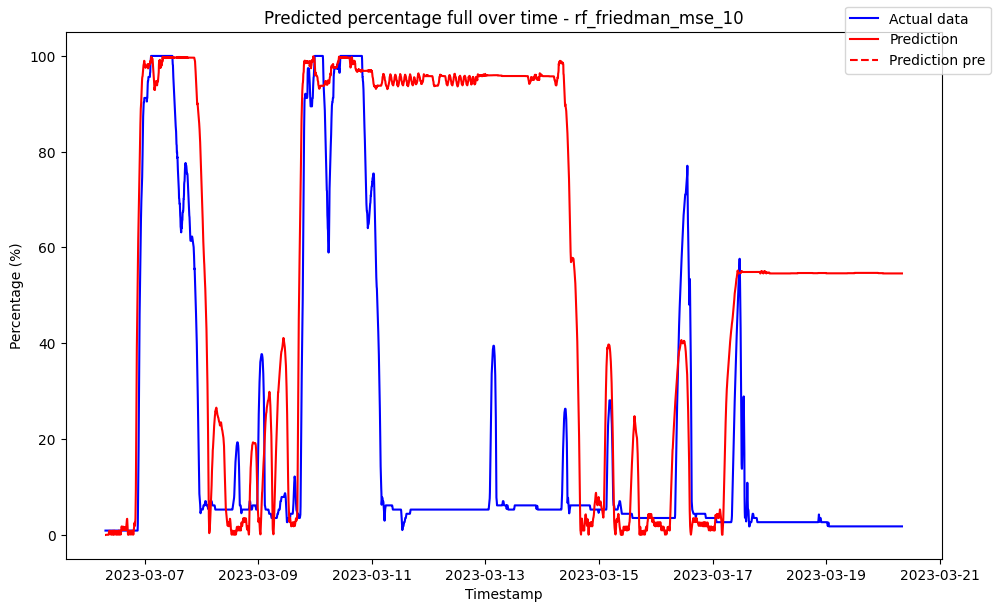 Predicted percentage full over time - rf_friedman_mse_10
Actual data
Prediction
Prediction pre
100
80
60
40
20
0
Percentage (%)
2023-03-07 2023-03-09 2023-03-11 2023-03-13 2023-03-15 2023-03-17 2023-03-19 2023-03-21
Timestamp